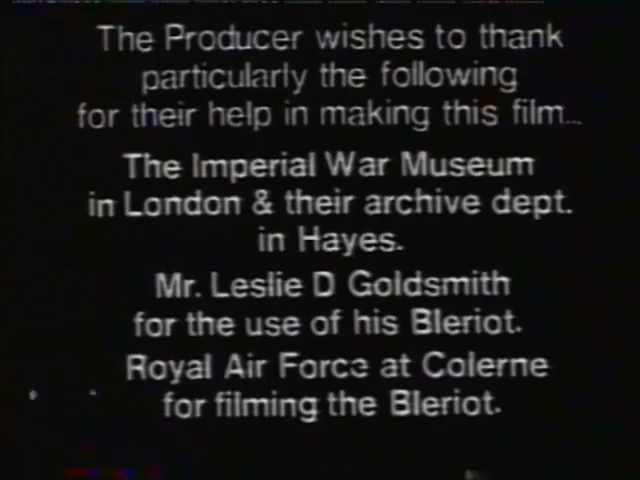 The Producer wishes to thank
particularly the following
for their help in making this film...
The Imperial War Museum
in London & their archive dept.
in Hayes.
Mr. Leslie D Goldsmith
for the use of his Bleriot.
Royal Air Force at Colerne
for filming the Bleriot.